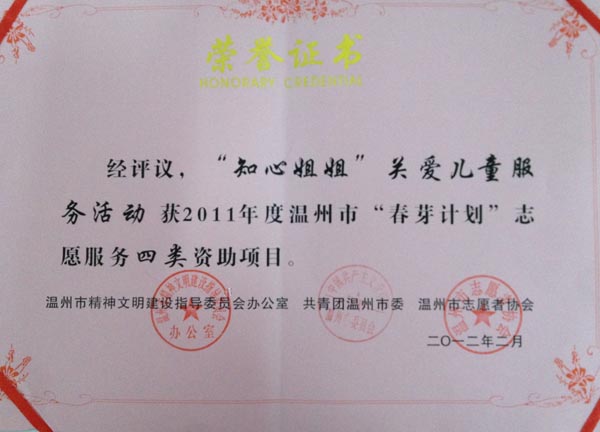 荣誉证书
HONORARY CREDENTIAL
经评议，“知心姐姐”关爱儿童服
务活动 获2011年度温州市“春芽计划”志
愿服务四类资助项目。
温州市精神文明建设指导委员会办公室 共青团温州市委 温州市志愿者协会
办公室
二〇一二年二月